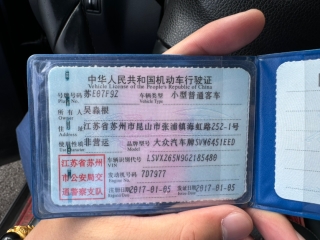 中华人民共和国机动车行驶证
Vehicle License of the People's Republic of China
号牌号码 苏E07F9Z 车辆类型 小型普通客车
Vehicle Type
所有人 吴
Owner
住址 江苏省苏州市昆山市张浦镇海虹路252-1号
Address
使用性质 非营运 品牌型号 大众汽车牌SVW6451EED
江苏省苏州市公安局交通警察支队
车辆识别代号 LSVXZ65N9G2185480
VIN
发动机号码 7D7977
Engine No.
注册日期 2017-01-05 发证日期 2017-01-05